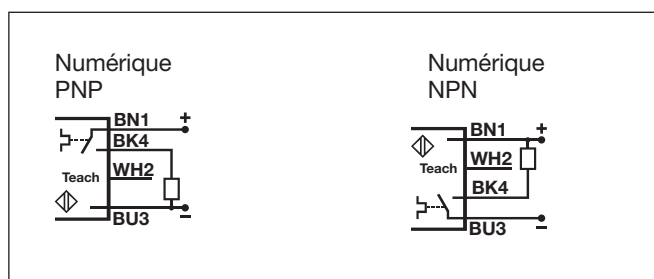 Numérique
PNP
BN1 +
BK4
WH2
Teach
BU3 –
Numérique
NPN
BN1 +
WH2
Teach
BK4
BU3 –